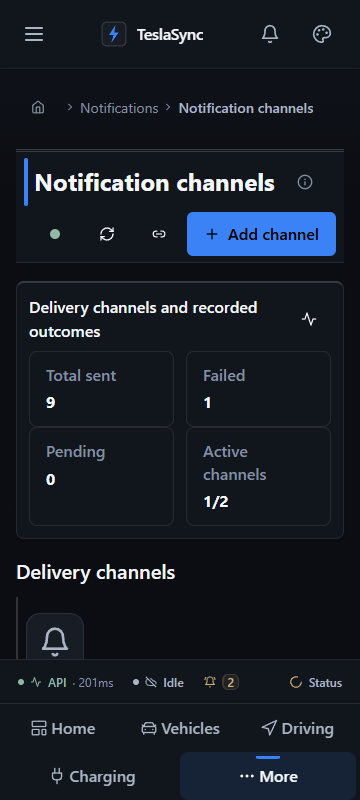 TeslaSync
Notifications
Notification channels
Notification channels
Add channel
Delivery channels and recorded
outcomes
Total sent
9
Failed
1
Pending
0
Active
channels
1/2
Delivery channels
API · 201ms
Idle
2
Status
Home
Vehicles
Driving
Charging
More